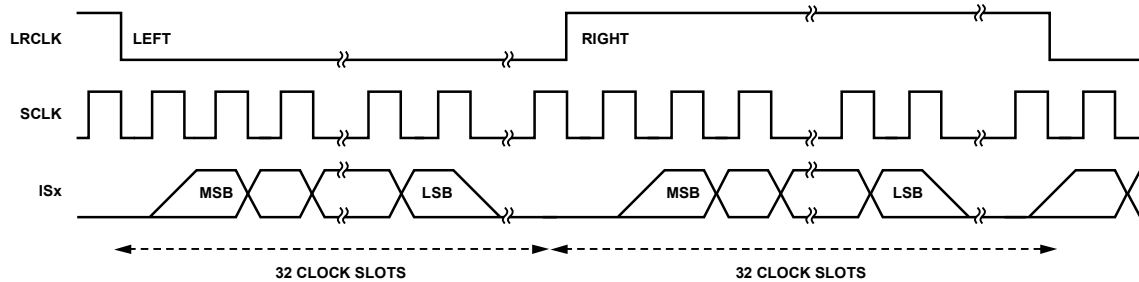 LRCLK LEFT RIGHT
SCLK
ISx MSB LSB MSB LSB
32 CLOCK SLOTS 32 CLOCK SLOTS